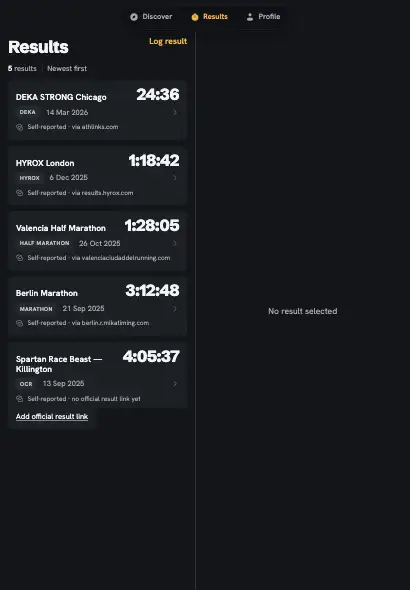 Discover
Results
Profile
Results
Log result
5 results
Newest first
DEKA STRONG Chicago
24:36
DEKA
14 Mar 2026
Self-reported · via athlinks.com
HYROX London
1:18:42
HYROX
6 Dec 2025
Self-reported · via results.hyrox.com
Valencia Half Marathon
1:28:05
HALF MARATHON
26 Oct 2025
Self-reported · via valenciaciudaddelrunning.com
Berlin Marathon
3:12:48
MARATHON
21 Sep 2025
Self-reported · via berlin.r.mikatiming.com
Spartan Race Beast —
Killington
4:05:37
OCR
13 Sep 2025
Self-reported · no official result link yet
Add official result link
No result selected